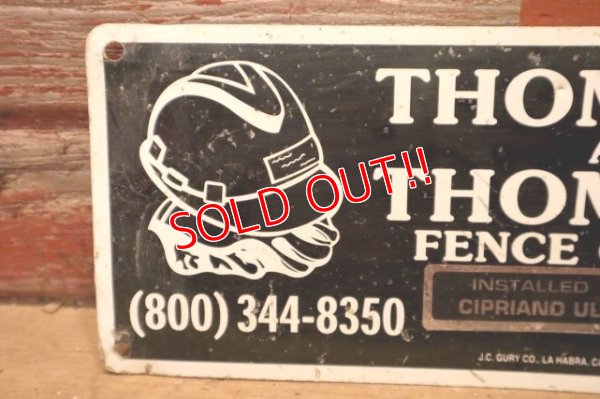 THOM
A
THOM
FENCE C
SOLD OUT!!
INSTALLED
CIPRIANO UL
(800) 344-8350
J.C. GURY CO., LA HABRA, CA